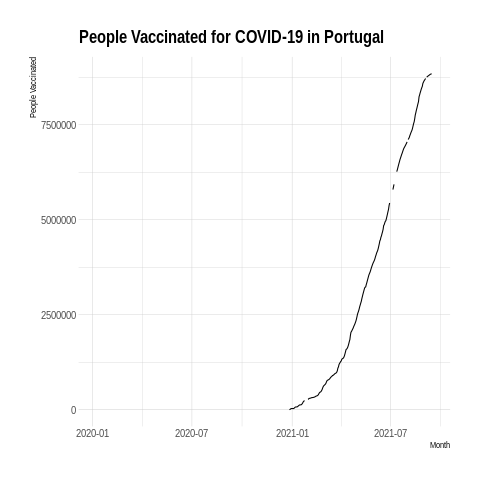 People Vaccinated for COVID-19 in Portugal
People Vaccinated
7500000
5000000
2500000
0
2020-01 2020-07 2021-01 2021-07
Month